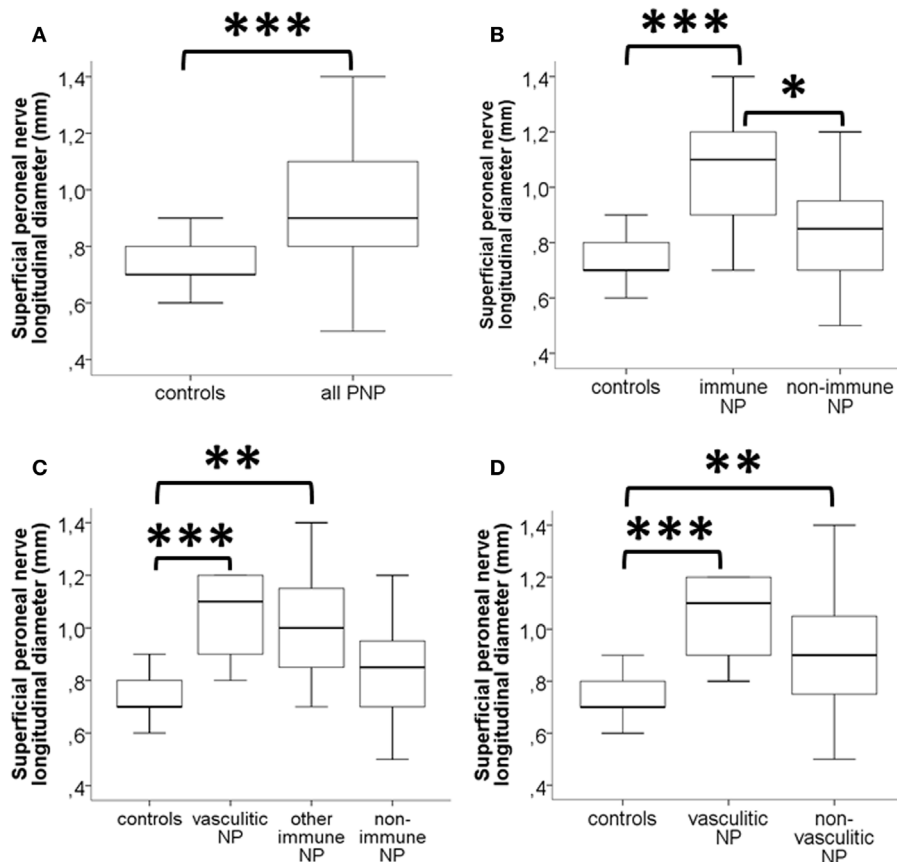 A
***
Superficial peroneal nerve
longitudinal diameter (mm)
1,4
1,2
1,0
,8
,6
,4
controls
all PNP
B
***
*
Superficial peroneal nerve
longitudinal diameter (mm)
1,4
1,2
1,0
,8
,6
,4
controls
immune
NP
non-immune
NP
C
**
***
Superficial peroneal nerve
longitudinal diameter (mm)
1,4
1,2
1,0
,8
,6
,4
controls
vasculitic
NP
other
immune
NP
non-
immune NP
D
**
***
Superficial peroneal nerve
longitudinal diameter (mm)
1,4
1,2
1,0
,8
,6
,4
controls
vasculitic
NP
non-
vasculitic
NP